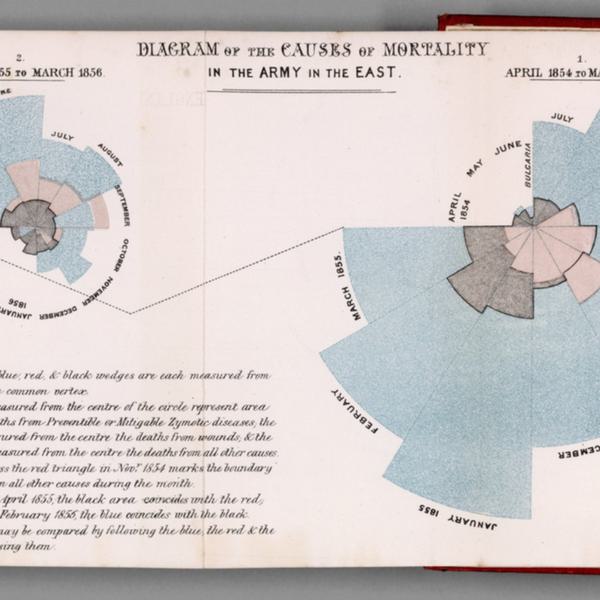 DIAGRAM OF THE CAUSES OF MORTALITY
IN THE ARMY IN THE EAST.
2.
55 TO MARCH 1856.
JULY
AUGUST
SEPTEMBER
OCTOBER
NOVEMBER
DECEMBER
JANUARY
1856
1.
APRIL 1854 TO MA
APRIL
1854
MAY
JUNE
BULGARIA
JULY
CEMBER
JANUARY 1855
FEBRUARY
MARCH 1855.
blue, red, & black wedges are each measured from
common vertex.
asured from the centre of the circle represent area
ths from Preventible or Mitigable Zymotic diseases, the
ured from the centre the deaths from wounds, & the
easured from the centre the deaths from all other causes.
ss the red triangle in Novr. 1854 marks the boundary
m all other causes during the month.
April 1855, the black area coincides with the red,
February 1856, the blue coincides with the black.
may be compared by following the blue, the red & the
sing them.